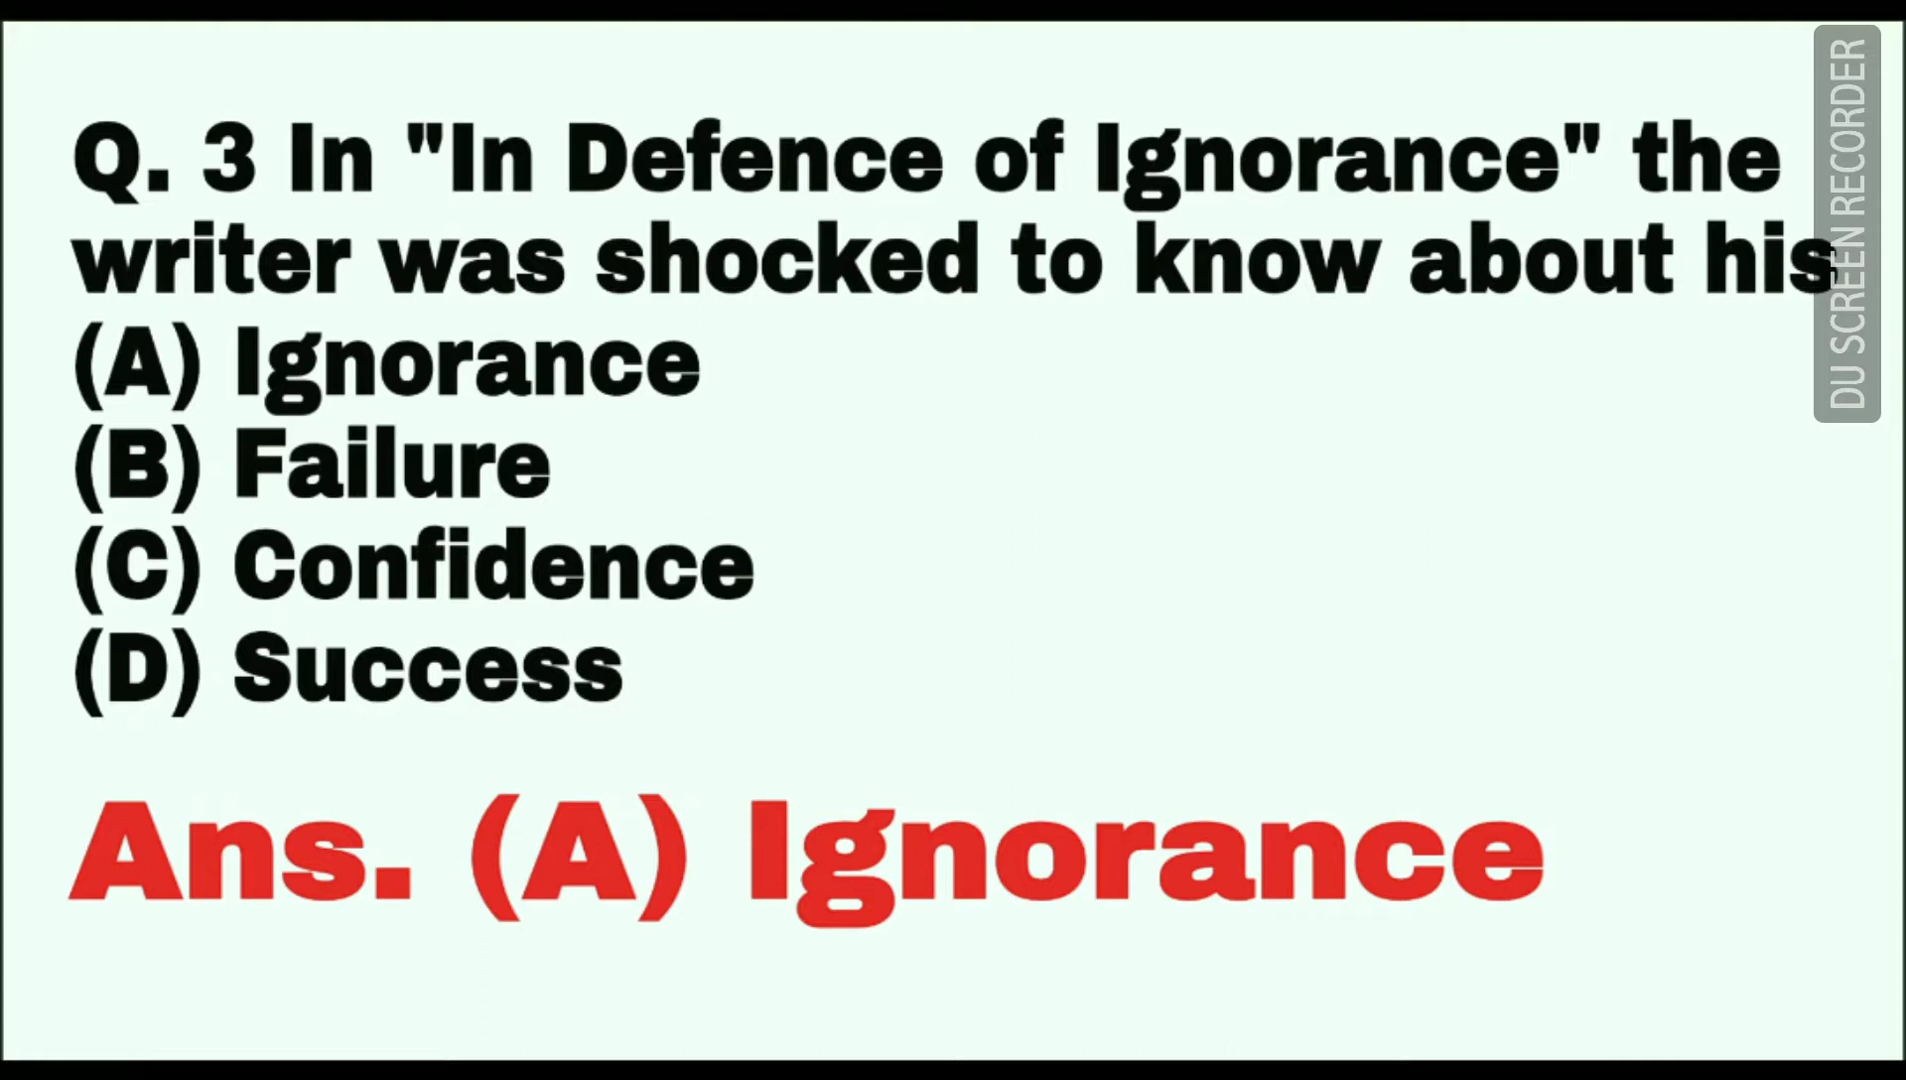 Q. 3 In "In Defence of Ignorance" the
writer was shocked to know about his
(A) Ignorance
(B) Failure
(C) Confidence
(D) Success
Ans. (A) Ignorance
DU SCREEN RECORDER